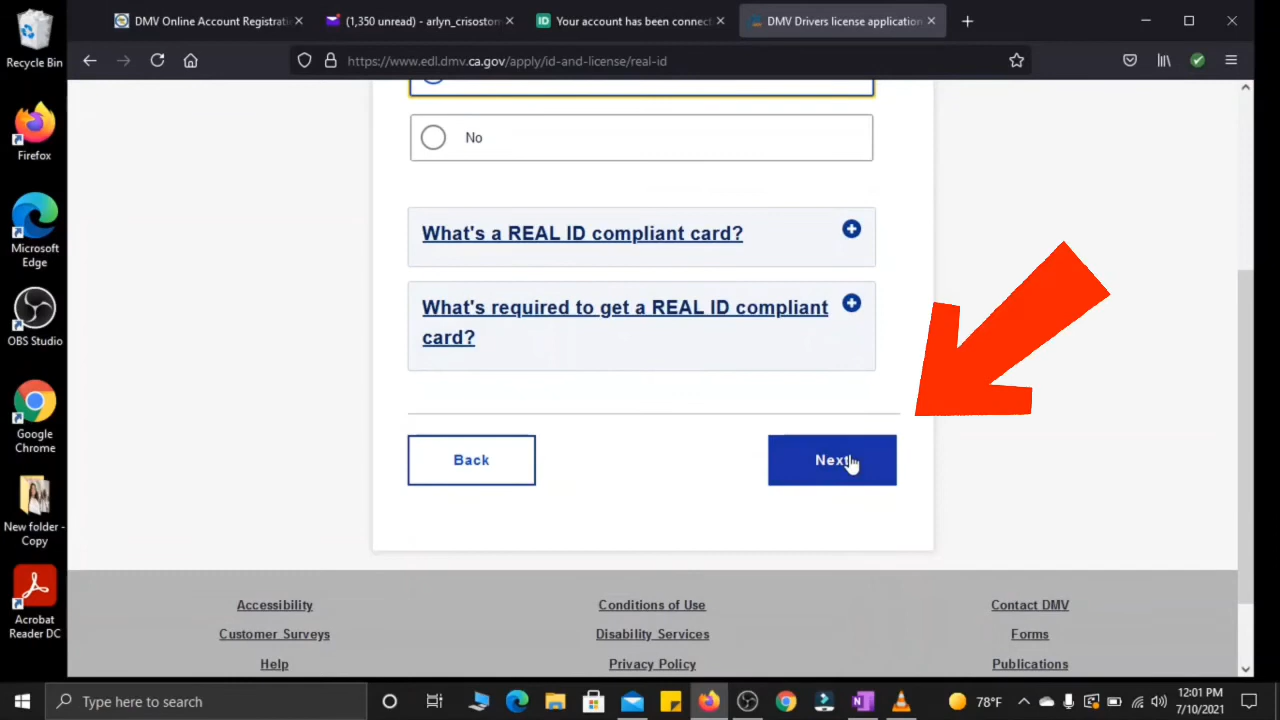 DMV Online Account Registrati
(1,350 unread) - arlyn_crisostom
Your account has been connect
DMV Drivers license application
https://www.edl.dmv.ca.gov/apply/id-and-license/real-id
Recycle Bin
Firefox
Microsoft
Edge
OBS Studio
Google
Chrome
New folder -
Copy
Acrobat
Reader DC
No
What's a REAL ID compliant card?
What's required to get a REAL ID compliant
card?
Back
Next
Accessibility
Conditions of Use
Contact DMV
Customer Surveys
Disability Services
Forms
Help
Privacy Policy
Publications
Type here to search
78°F
12:01 PM
7/10/2021